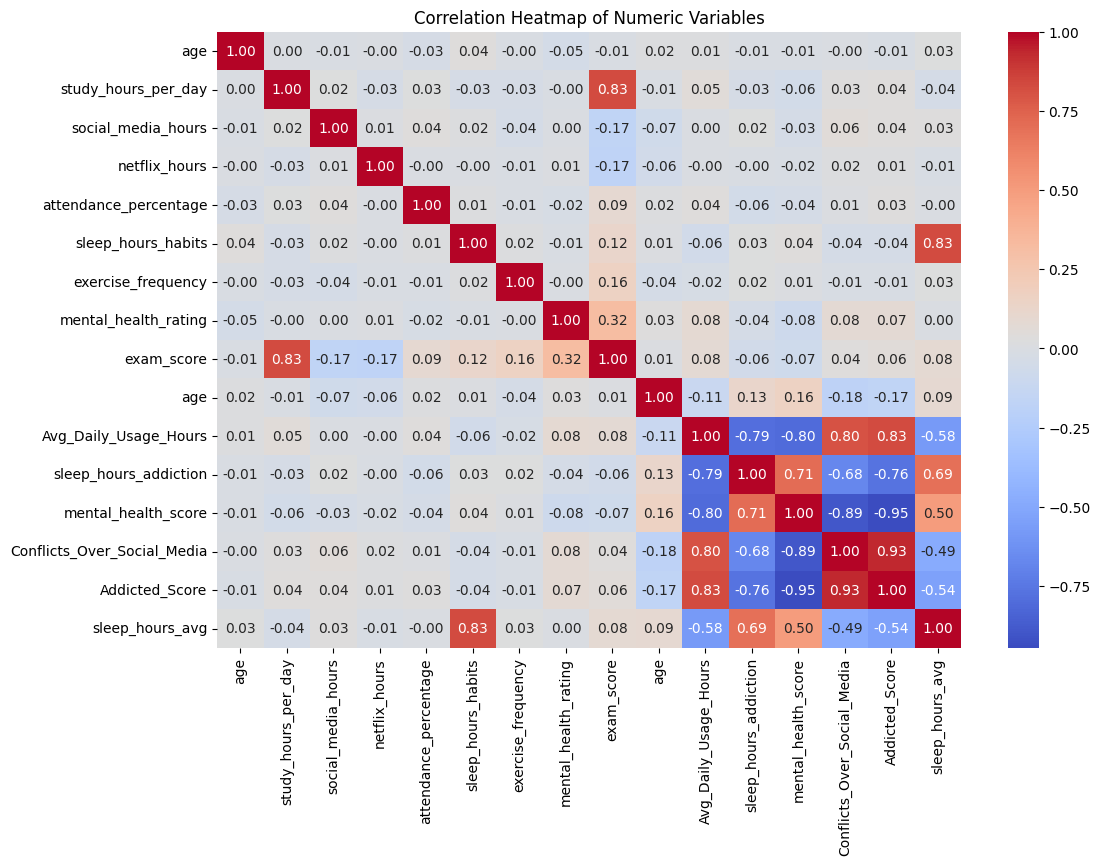 Correlation Heatmap of Numeric Variables
age 1.00 0.00 -0.01 -0.00 -0.03 0.04 -0.00 -0.05 -0.01 0.02 0.01 -0.01 -0.01 -0.00 -0.01 0.03
study_hours_per_day 0.00 1.00 0.02 -0.03 0.03 -0.03 -0.03 -0.00 0.83 -0.01 0.05 -0.03 -0.06 0.03 0.04 -0.04
social_media_hours -0.01 0.02 1.00 0.01 0.04 0.02 -0.04 0.00 -0.17 -0.07 0.00 0.02 -0.03 0.06 0.04 0.03
netflix_hours -0.00 -0.03 0.01 1.00 -0.00 -0.00 -0.01 0.01 -0.17 -0.06 -0.00 -0.00 -0.02 0.02 0.01 -0.01
attendance_percentage -0.03 0.03 0.04 -0.00 1.00 0.01 -0.01 -0.02 0.09 0.02 0.04 -0.06 -0.04 0.01 0.03 -0.00
sleep_hours_habits 0.04 -0.03 0.02 -0.00 0.01 1.00 0.02 -0.01 0.12 0.01 -0.06 0.03 0.04 -0.04 -0.04 0.83
exercise_frequency -0.00 -0.03 -0.04 -0.01 -0.01 0.02 1.00 -0.00 0.16 -0.04 -0.02 0.02 0.01 -0.01 -0.01 0.03
mental_health_rating -0.05 -0.00 0.00 0.01 -0.02 -0.01 -0.00 1.00 0.32 0.03 0.08 -0.04 -0.08 0.08 0.07 0.00
exam_score -0.01 0.83 -0.17 -0.17 0.09 0.12 0.16 0.32 1.00 0.01 0.08 -0.06 -0.07 0.04 0.06 0.08
age 0.02 -0.01 -0.07 -0.06 0.02 0.01 -0.04 0.03 0.01 1.00 -0.11 0.13 0.16 -0.18 -0.17 0.09
Avg_Daily_Usage_Hours 0.01 0.05 0.00 -0.00 0.04 -0.06 -0.02 0.08 0.08 -0.11 1.00 -0.79 -0.80 0.80 0.83 -0.58
sleep_hours_addiction -0.01 -0.03 0.02 -0.00 -0.06 0.03 0.02 -0.04 -0.06 0.13 -0.79 1.00 0.71 -0.68 -0.76 0.69
mental_health_score -0.01 -0.06 -0.03 -0.02 -0.04 0.04 0.01 -0.08 -0.07 0.16 -0.80 0.71 1.00 -0.89 -0.95 0.50
Conflicts_Over_Social_Media -0.00 0.03 0.06 0.02 0.01 -0.04 -0.01 0.08 0.04 -0.18 0.80 -0.68 -0.89 1.00 0.93 -0.49
Addicted_Score -0.01 0.04 0.04 0.01 0.03 -0.04 -0.01 0.07 0.06 -0.17 0.83 -0.76 -0.95 0.93 1.00 -0.54
sleep_hours_avg 0.03 -0.04 0.03 -0.01 -0.00 0.83 0.03 0.00 0.08 0.09 -0.58 0.69 0.50 -0.49 -0.54 1.00
age
study_hours_per_day
social_media_hours
netflix_hours
attendance_percentage
sleep_hours_habits
exercise_frequency
mental_health_rating
exam_score
age
Avg_Daily_Usage_Hours
sleep_hours_addiction
mental_health_score
Conflicts_Over_Social_Media
Addicted_Score
sleep_hours_avg
1.00
0.75
0.50
0.25
0.00
−0.25
−0.50
−0.75